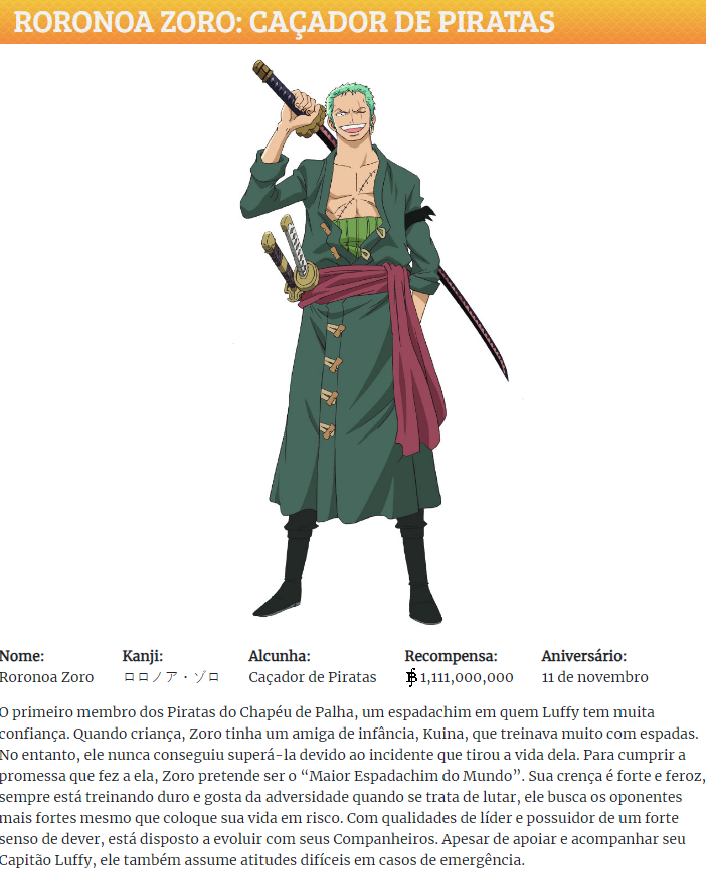 RORONOA ZORO: CAÇADOR DE PIRATAS
Nome: Kanji: Alcunha: Recompensa: Aniversário:
Roronoa Zoro ロロノア・ゾロ Caçador de Piratas ฿1,111,000,000 11 de novembro
O primeiro membro dos Piratas do Chapéu de Palha, um espadachim em quem Luffy tem muita
confiança. Quando criança, Zoro tinha um amiga de infância, Kuina, que treinava muito com espadas.
No entanto, ele nunca conseguiu superá-la devido ao incidente que tirou a vida dela. Para cumprir a
promessa que fez a ela, Zoro pretende ser o “Maior Espadachim do Mundo”. Sua crença é forte e feroz,
sempre está treinando duro e gosta da adversidade quando se trata de lutar, ele busca os oponentes
mais fortes mesmo que coloque sua vida em risco. Com qualidades de líder e possuidor de um forte
senso de dever, está disposto a evoluir com seus Companheiros. Apesar de apoiar e acompanhar seu
Capitão Luffy, ele também assume atitudes difíceis em casos de emergência.